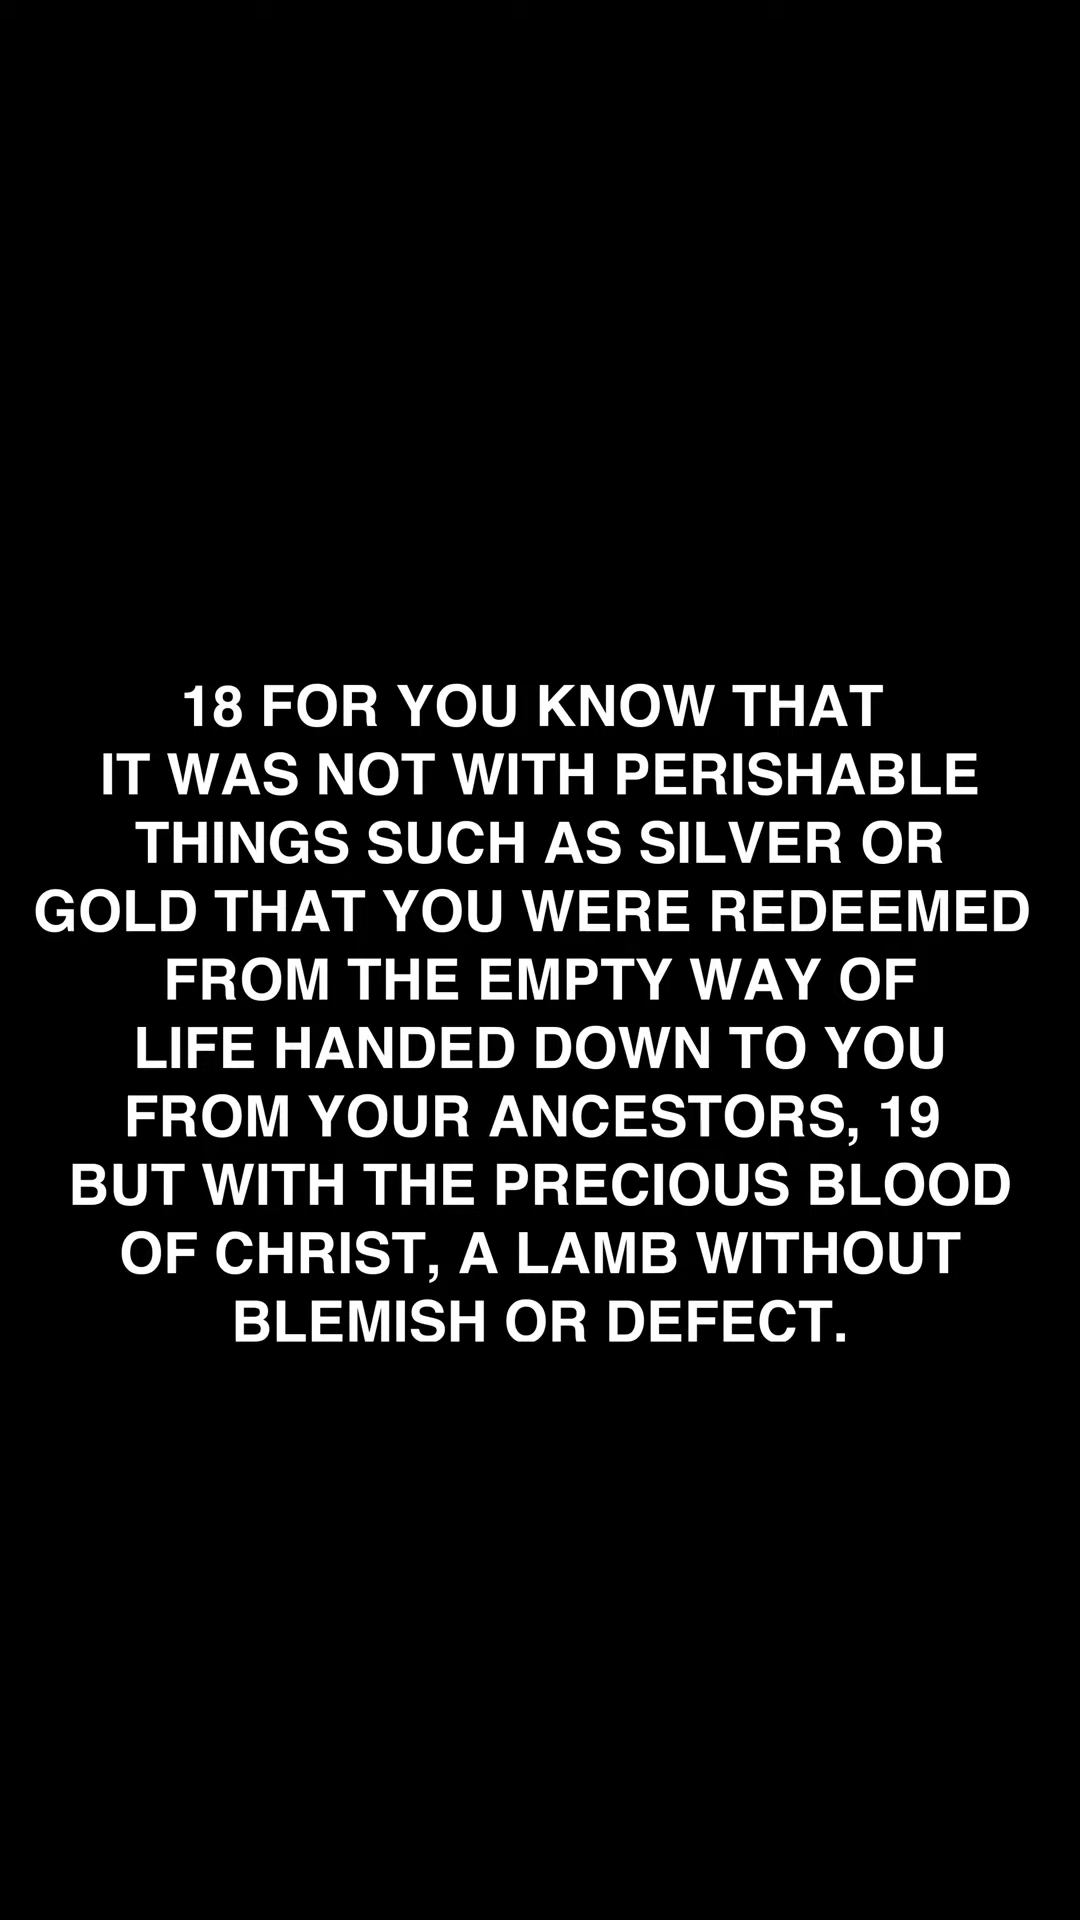 18 FOR YOU KNOW THAT
IT WAS NOT WITH PERISHABLE
THINGS SUCH AS SILVER OR
GOLD THAT YOU WERE REDEEMED
FROM THE EMPTY WAY OF
LIFE HANDED DOWN TO YOU
FROM YOUR ANCESTORS, 19
BUT WITH THE PRECIOUS BLOOD
OF CHRIST, A LAMB WITHOUT
BLEMISH OR DEFECT.